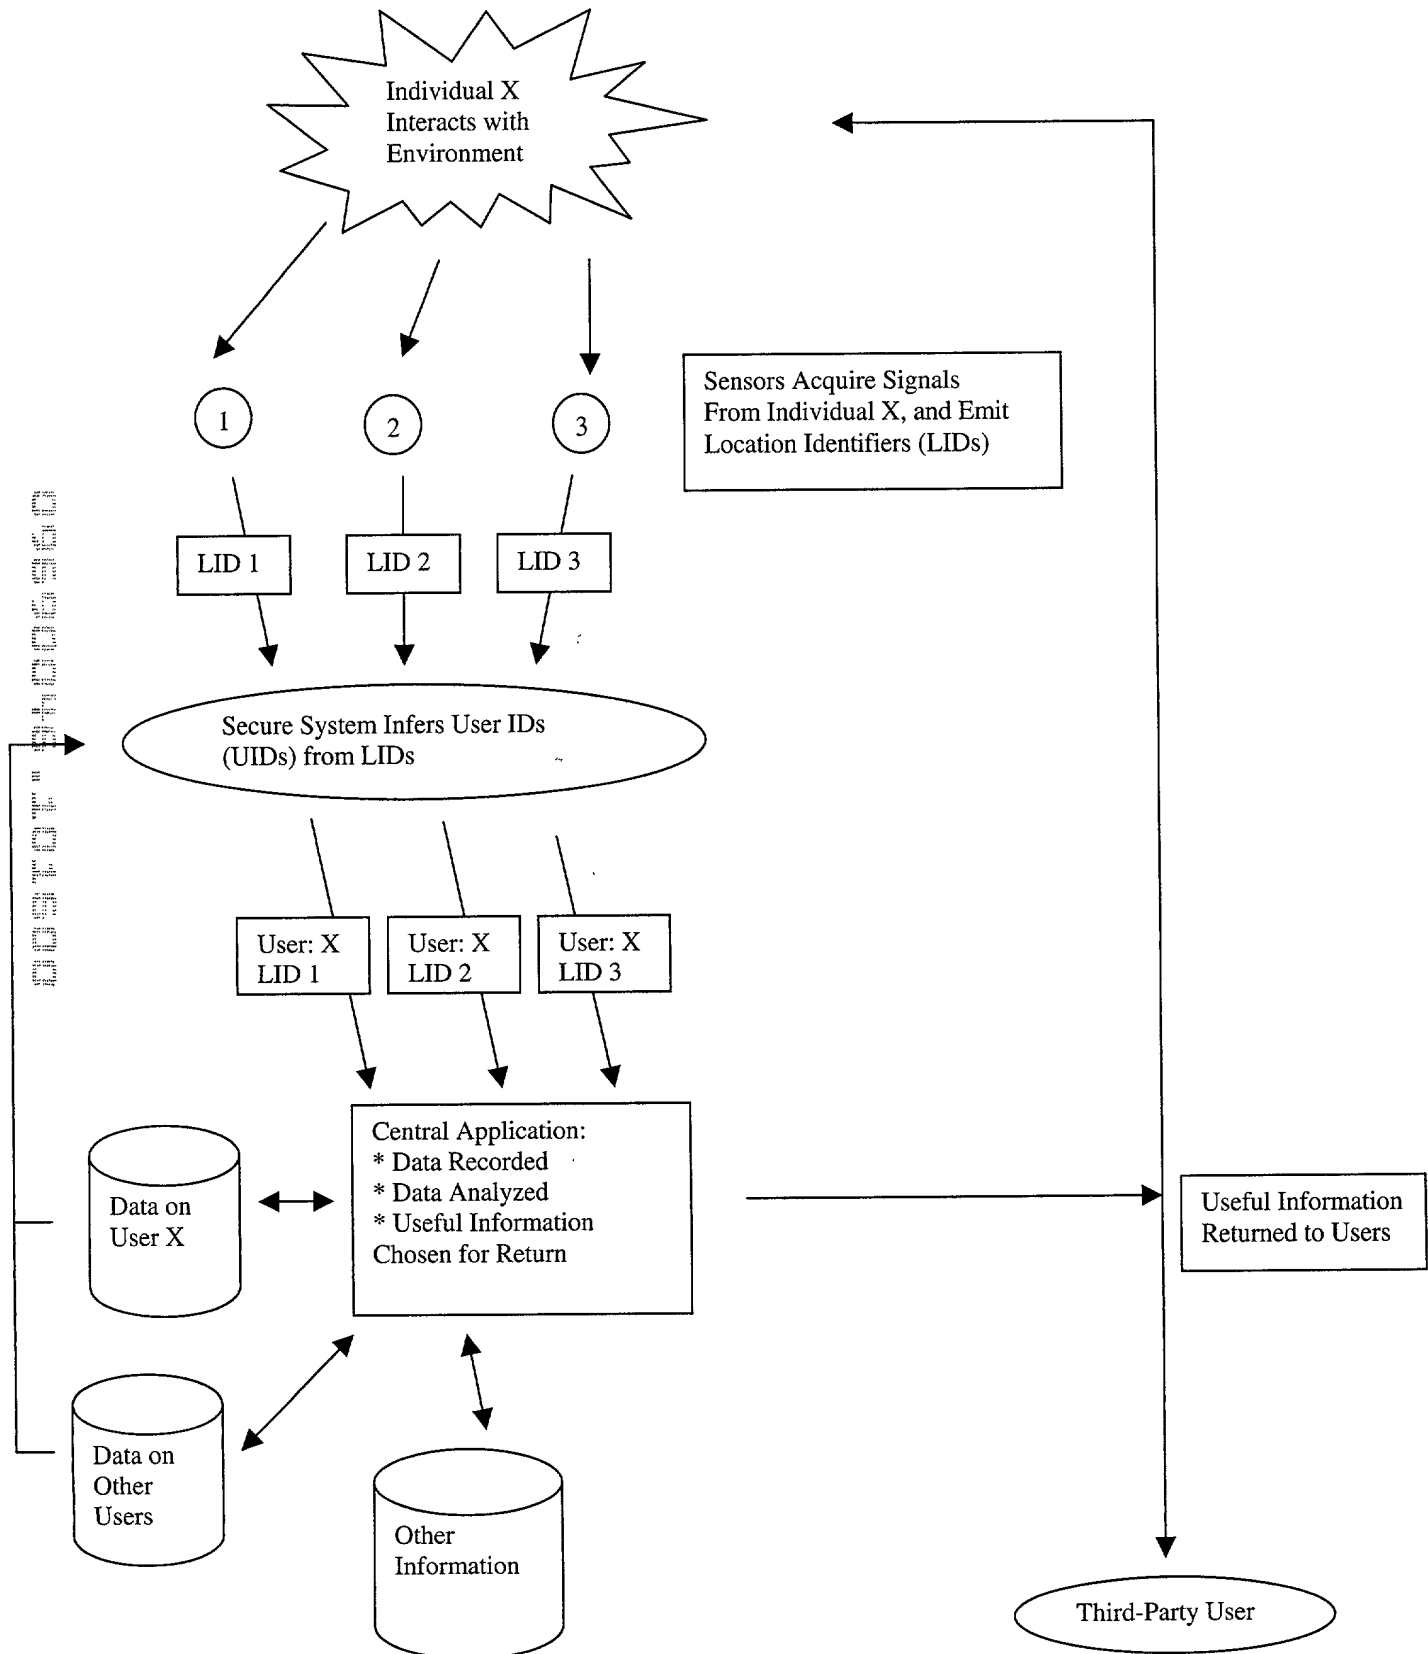 Individual X
Interacts with
Environment
Sensors Acquire Signals
From Individual X, and Emit
Location Identifiers (LIDs)
1
2
3
LID 1
LID 2
LID 3
Secure System Infers User IDs
(UIDs) from LIDs
User: X
LID 1
User: X
LID 2
User: X
LID 3
Central Application:
* Data Recorded
* Data Analyzed
* Useful Information
Chosen for Return
Data on
User X
Useful Information
Returned to Users
Data on
Other
Users
Other
Information
Third-Party User